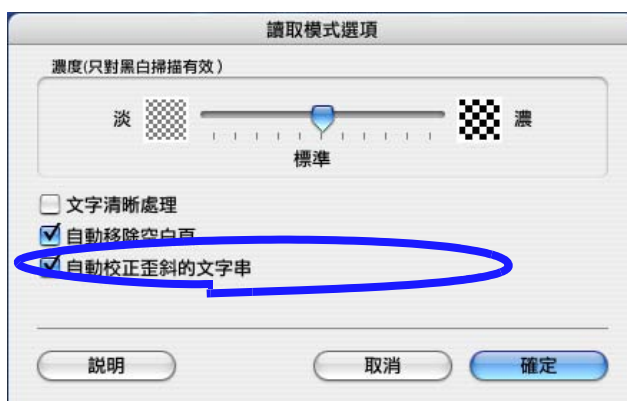 讀取模式選項
濃度(只對黑白掃描有效)
淡 濃
標準
文字清晰處理
自動移除空白頁
自動校正歪斜的文字串
説明 取消 確定